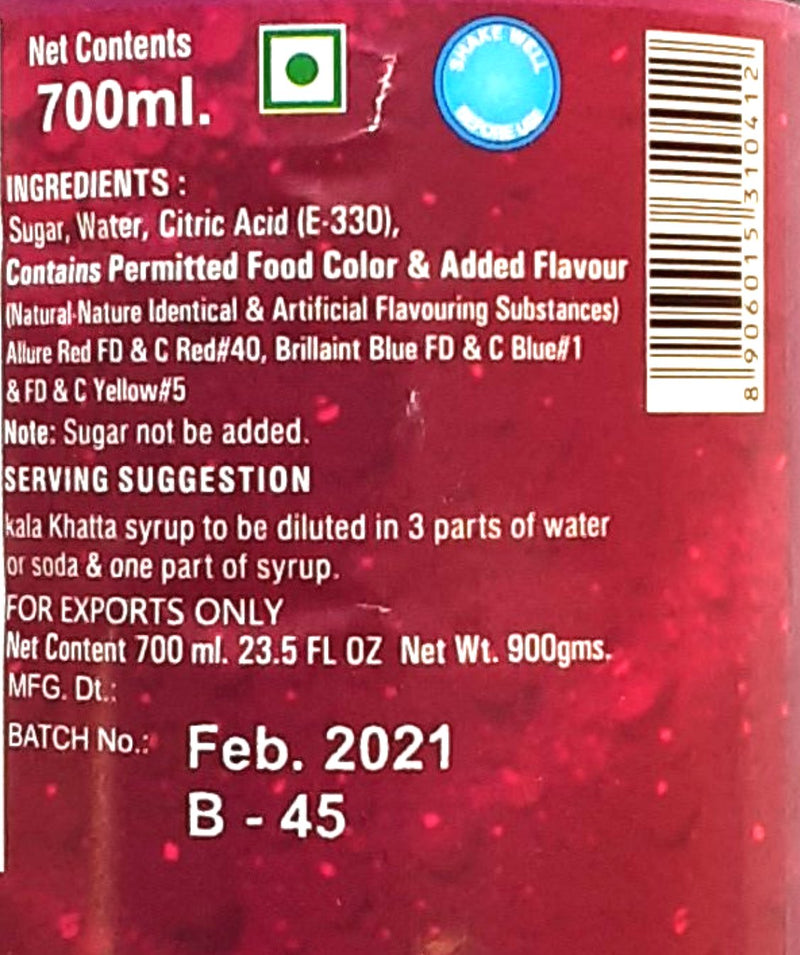 Net Contents
700ml.
SHAKE WELL
INGREDIENTS :
Sugar, Water, Citric Acid (E-330),
Contains Permitted Food Color & Added Flavour
(Natural-Nature Identical & Artificial Flavouring Substances)
Allure Red FD & C Red#40, Brillaint Blue FD & C Blue#1
& FD & C Yellow#5
Note: Sugar not be added.
SERVING SUGGESTION
kala Khatta syrup to be diluted in 3 parts of water
or soda & one part of syrup.
FOR EXPORTS ONLY
Net Content 700 ml. 23.5 FL OZ Net Wt. 900gms.
MFG. Dt.:
BATCH No.:
Feb. 2021
B - 45
8 906015 310412